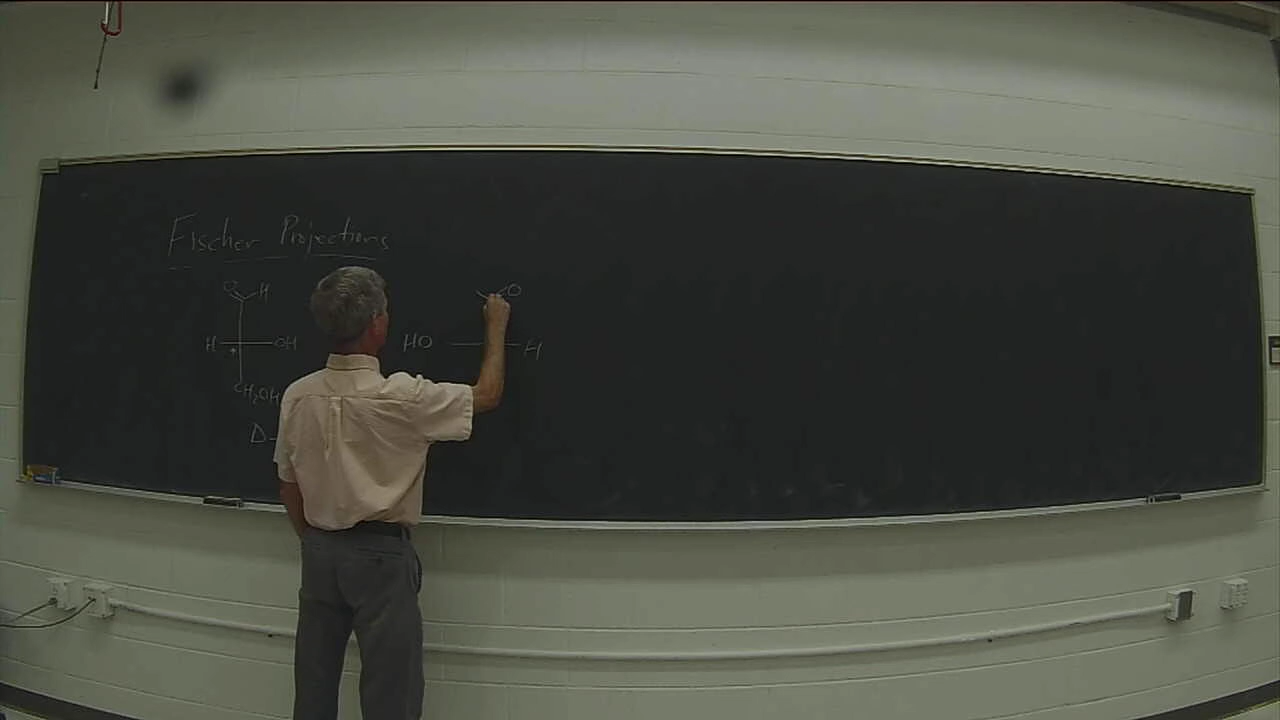 Fischer Projections
O H O
H OH HO H
CH₂OH
D-